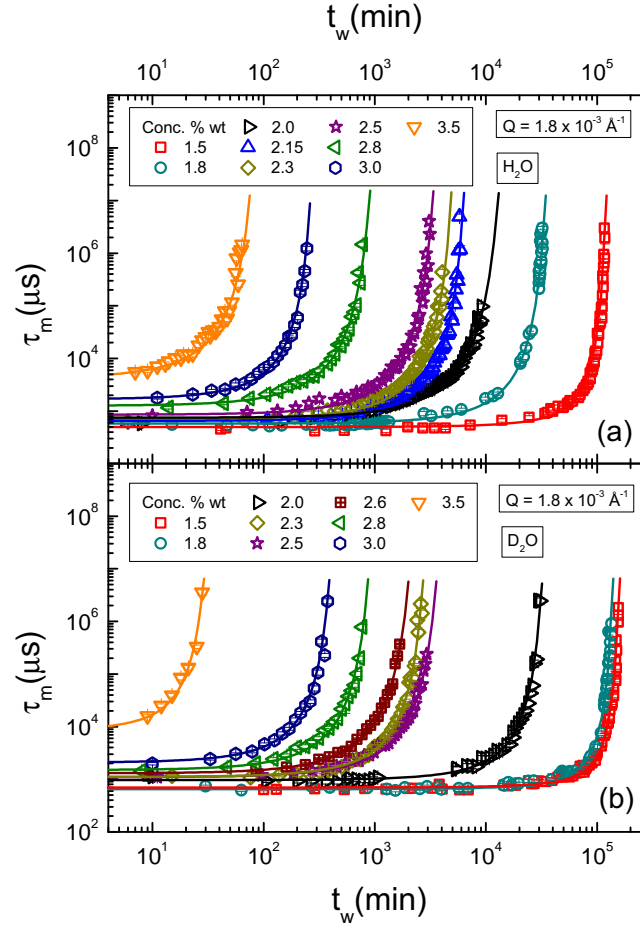 t_w(min)
10^1 10^2 10^3 10^4 10^5
Conc. % wt 2.0 2.5 3.5
1.5 2.15 2.8
1.8 2.3 3.0
Q = 1.8 x 10^-3 Å^-1
H_2O
10^8
10^6
10^4
τ_m(μs)
(a)
Conc. % wt 2.0 2.6 3.5
1.5 2.3 2.8
1.8 2.5 3.0
Q = 1.8 x 10^-3 Å^-1
D_2O
10^8
10^6
10^4
10^2
τ_m(μs)
(b)
10^1 10^2 10^3 10^4 10^5
t_w(min)